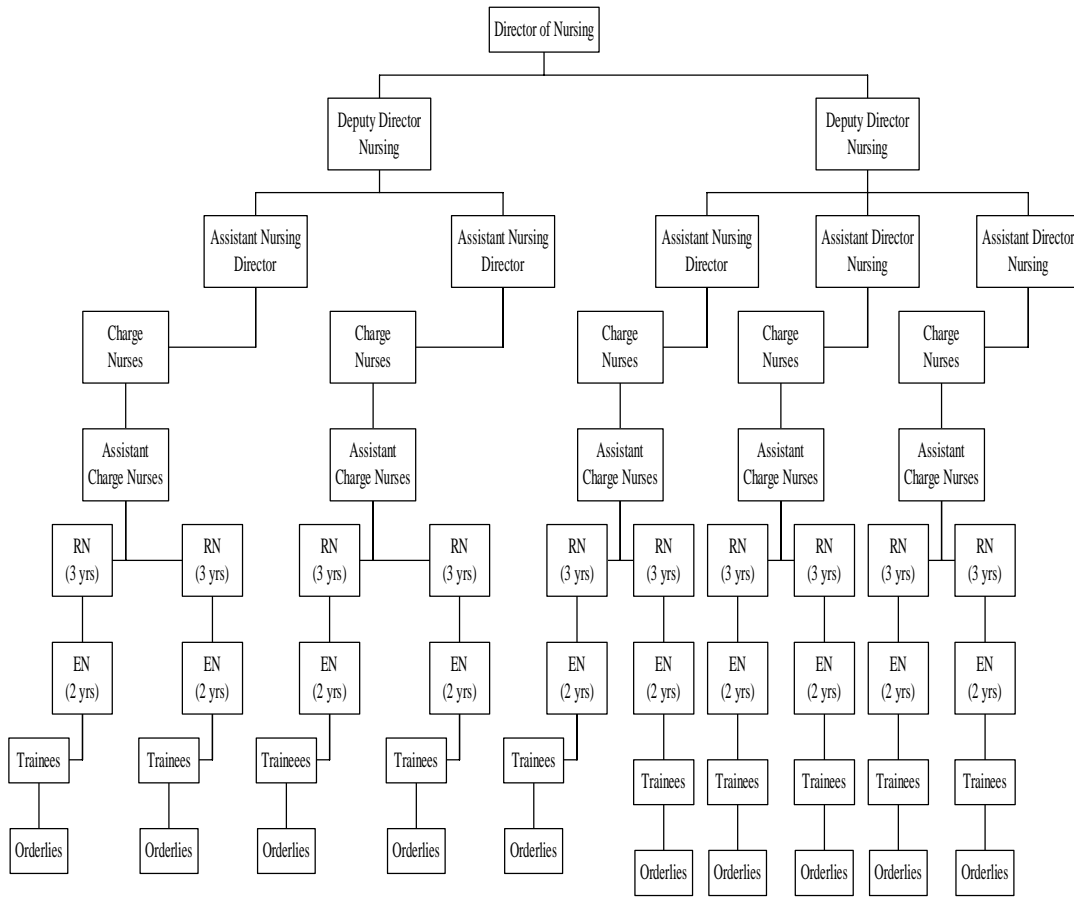 Director of Nursing
Deputy Director
Nursing
Deputy Director
Nursing
Assistant Nursing
Director
Assistant Nursing
Director
Assistant Nursing
Director
Assistant Director
Nursing
Assistant Director
Nursing
Charge
Nurses
Charge
Nurses
Charge
Nurses
Charge
Nurses
Charge
Nurses
Assistant
Charge Nurses
Assistant
Charge Nurses
Assistant
Charge Nurses
Assistant
Charge Nurses
Assistant
Charge Nurses
RN
(3 yrs)
RN
(3 yrs)
RN
(3 yrs)
RN
(3 yrs)
RN
(3 yrs)
RN
(3 yrs)
RN
(3 yrs)
RN
(3 yrs)
RN
(3 yrs)
RN
(3 yrs)
EN
(2 yrs)
EN
(2 yrs)
EN
(2 yrs)
EN
(2 yrs)
EN
(2 yrs)
EN
(2 yrs)
EN
(2 yrs)
EN
(2 yrs)
EN
(2 yrs)
EN
(2 yrs)
Trainees
Trainees
Traineees
Trainees
Trainees
Trainees
Trainees
Trainees
Trainees
Trainees
Orderlies
Orderlies
Orderlies
Orderlies
Orderlies
Orderlies
Orderlies
Orderlies
Orderlies
Orderlies